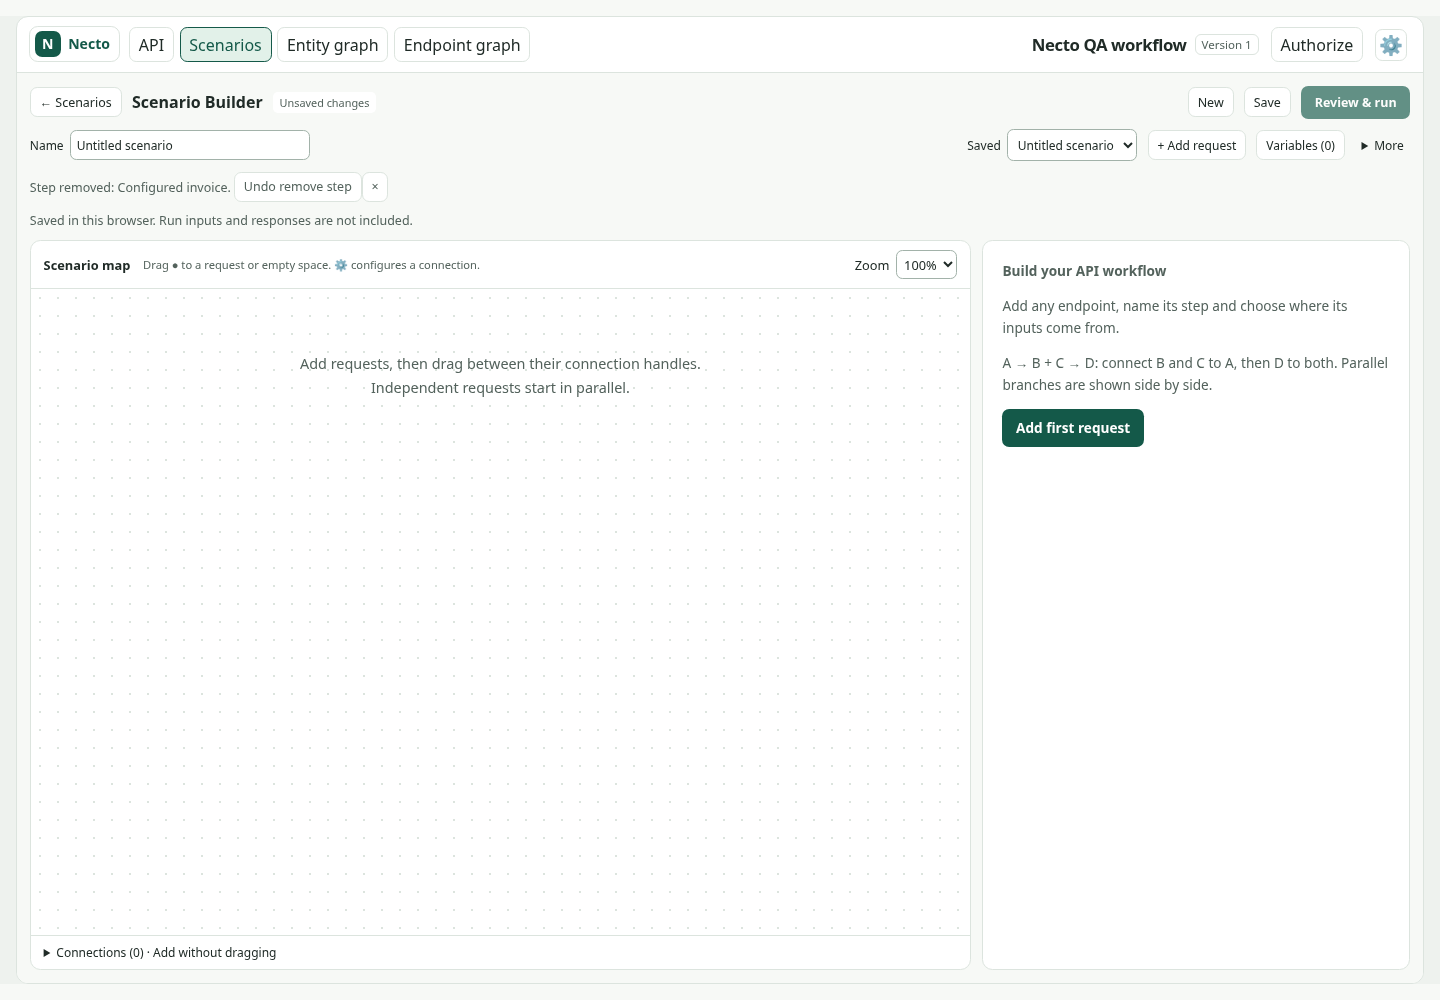 N Necto API Scenarios Entity graph Endpoint graph Necto QA workflow Version 1 Authorize ⚙️
← Scenarios Scenario Builder Unsaved changes New Save Review & run
Name Untitled scenario Saved Untitled scenario + Add request Variables (0) ▶ More
Step removed: Configured invoice. Undo remove step ×
Saved in this browser. Run inputs and responses are not included.
Scenario map Drag ● to a request or empty space. ⚙️ configures a connection. Zoom 100%
Add requests, then drag between their connection handles.
Independent requests start in parallel.
▶ Connections (0) · Add without dragging
Build your API workflow
Add any endpoint, name its step and choose where its
inputs come from.
A → B + C → D: connect B and C to A, then D to both. Parallel
branches are shown side by side.
Add first request